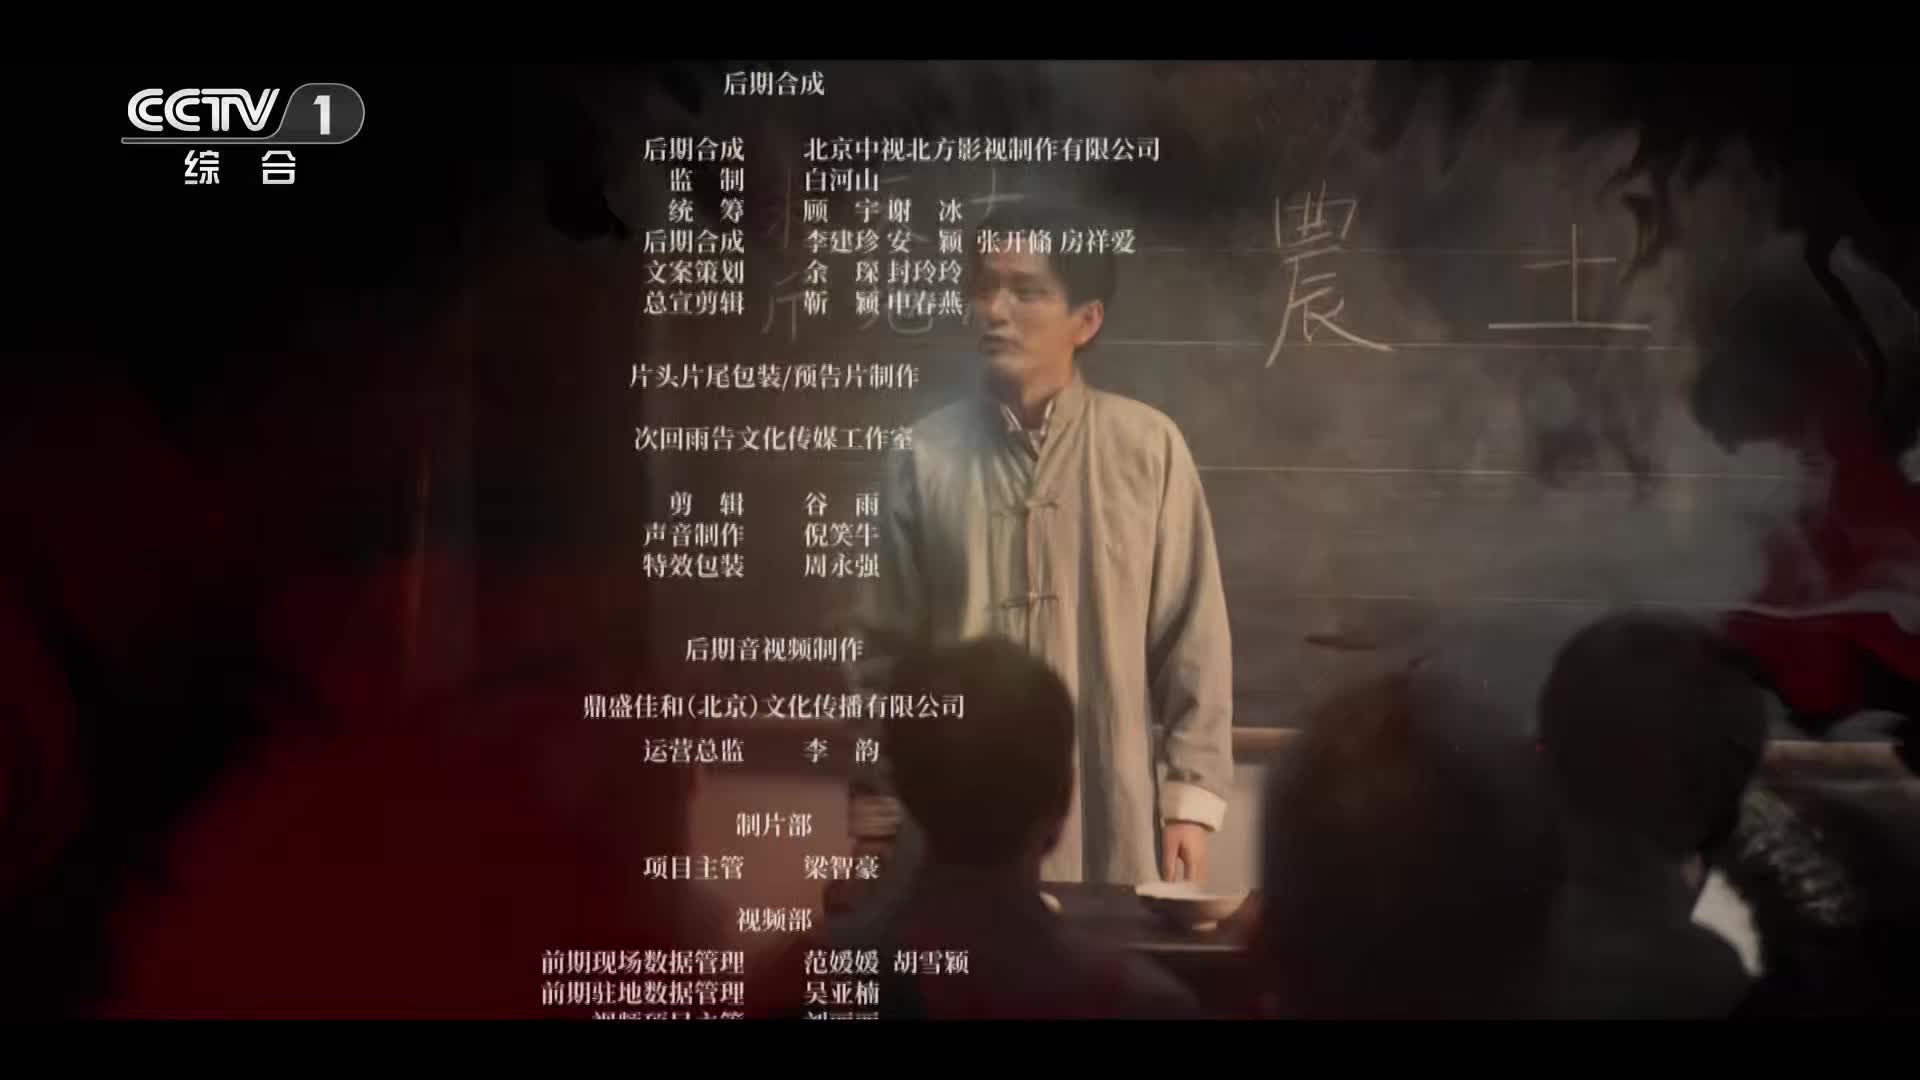 CCTV 1
综 合
后期合成
后期合成 北京中视北方影视制作有限公司
监 制 白河山
统 筹 顾 宇 谢 冰
后期合成 李建珍 安 颖 张开脩 房祥爱
文案策划 余 琛 封玲玲
总宣剪辑 靳 颖 申春燕
農 士
片头片尾包装/预告片制作
次回雨告文化传媒工作室
剪 辑 谷 雨
声音制作 倪笑牛
特效包装 周永强
后期音视频制作
鼎盛佳和(北京)文化传播有限公司
运营总监 李 韵
制片部
项目主管 梁智豪
视频部
前期现场数据管理 范媛媛 胡雪颖
前期驻地数据管理 吴亚楠
视频项目主管